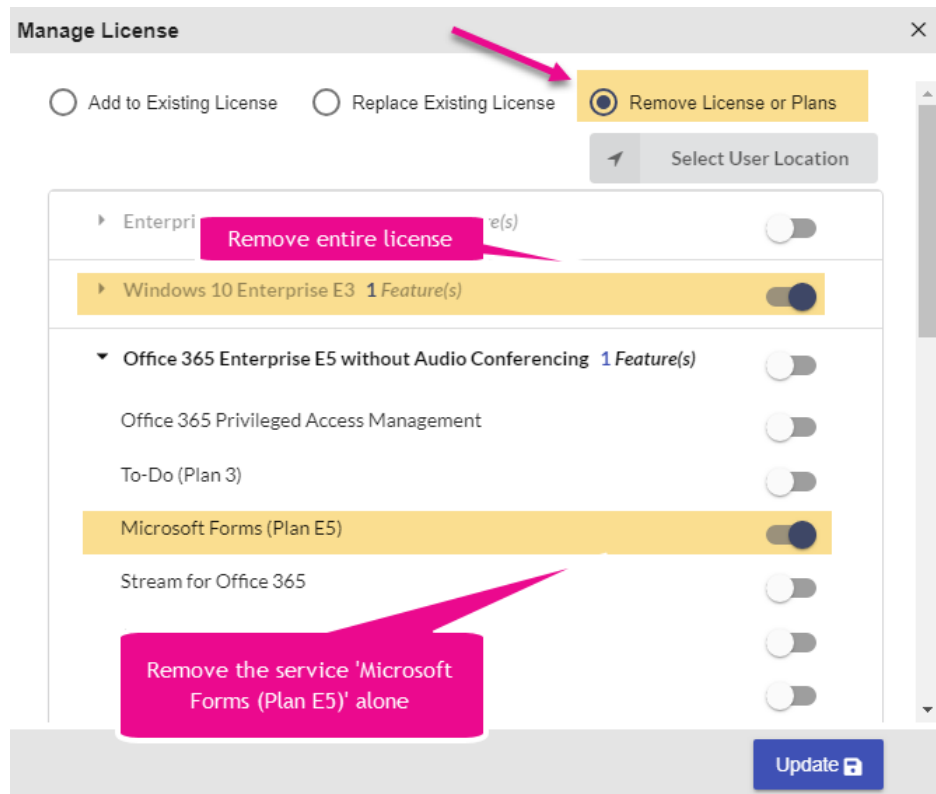 Manage License
Add to Existing License
Replace Existing License
Remove License or Plans
Select User Location
Remove entire license
Windows 10 Enterprise E3 1 Feature(s)
Office 365 Enterprise E5 without Audio Conferencing 1 Feature(s)
Office 365 Privileged Access Management
To-Do (Plan 3)
Microsoft Forms (Plan E5)
Stream for Office 365
Remove the service 'Microsoft
Forms (Plan E5)' alone
Update